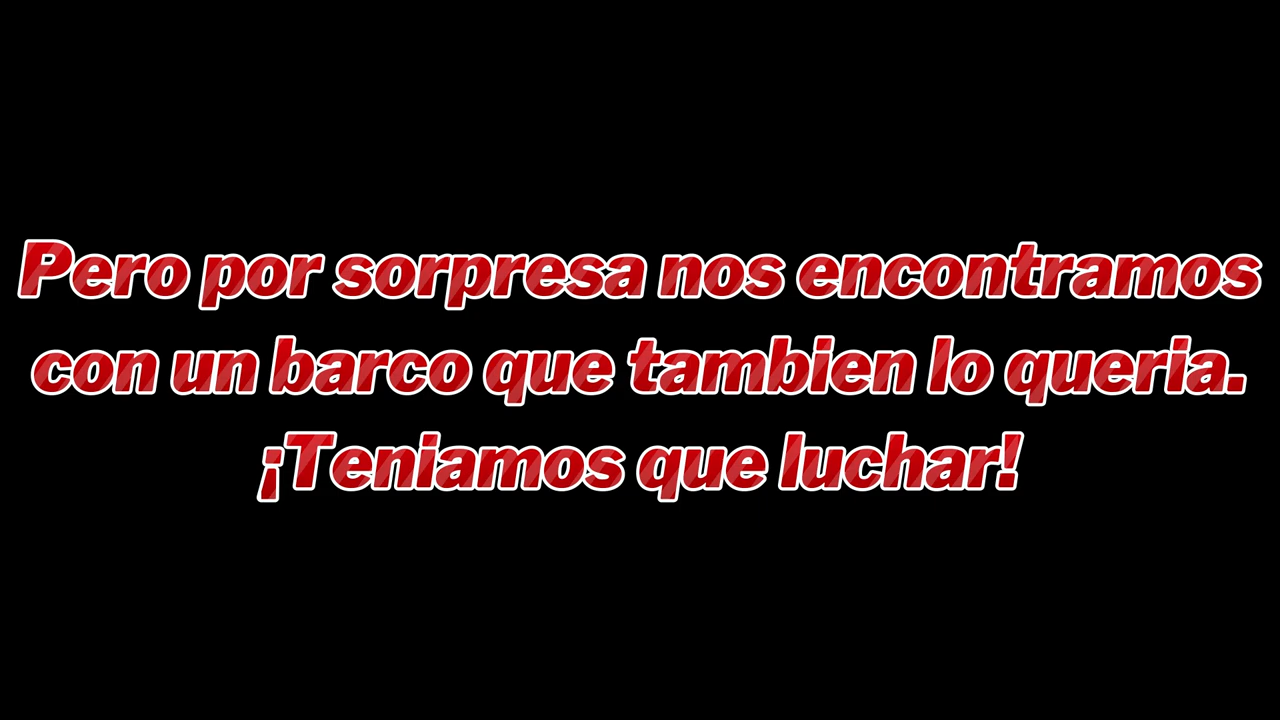 Pero por sorpresa nos encontramos
con un barco que tambien lo queria.
¡Teniamos que luchar!